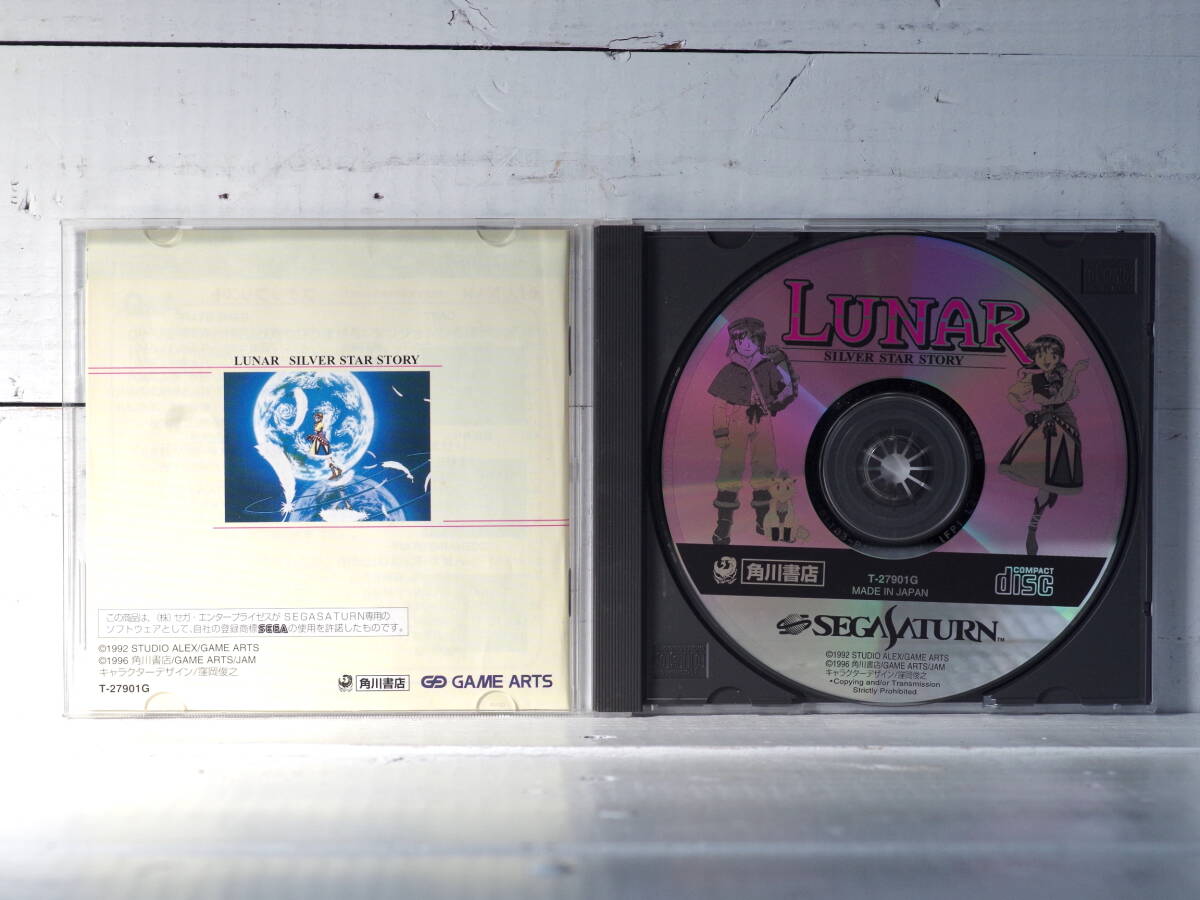 LUNAR SILVER STAR STORY
この商品は、(株)セガ・エンタープライゼスがSEGASATURN専用の
ソフトウェアとして、自社の登録商標SEGAの使用を許諾したものです。
©1992 STUDIO ALEX/GAME ARTS
©1996 角川書店/GAME ARTS/JAM
キャラクターデザイン/窪岡俊之
T-27901G
角川書店
GAME ARTS
LUNAR
SILVER STAR STORY
角川書店
T-27901G
MADE IN JAPAN
COMPACT
disc
SEGASATURN™
©1992 STUDIO ALEX/GAME ARTS
©1996 角川書店/GAME ARTS/JAM
キャラクターデザイン/窪岡俊之
•Copying and/or Transmission
Strictly Prohibited